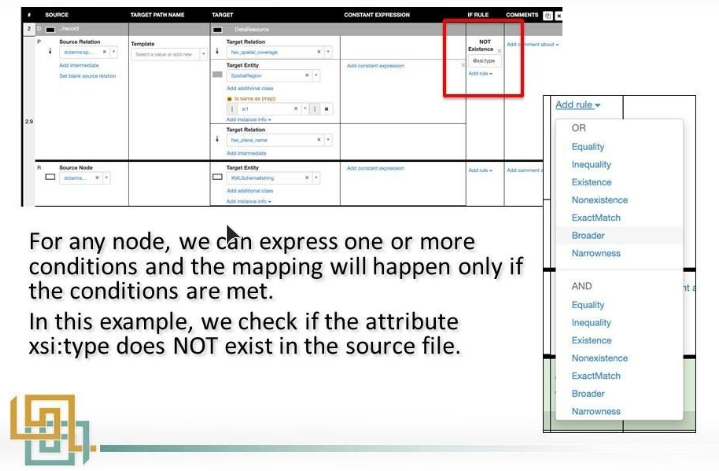 # SOURCE TARGET PATH NAME TARGET CONSTANT EXPRESSION IF RULE COMMENTS
2 D ...Record DataResource
P Source Relation Template Target Relation NOT
Existence
dcterms:sp... Select a value or add new has_spatial_coverage Add comment about
Add intermediate Target Entity Add constant expression @xsi:type
Set blank source relation SpatialRegion Add rule
Add additional class
Is same as (map)
sr1
Add instance info
2.9
Target Relation
has_place_name
Add intermediate
R Source Node Target Entity Add constant expression Add rule Add comment a
dcterms... XMLSchema#string
Add additional class
Add instance info
Add rule
OR
Equality
Inequality
Existence
Nonexistence
ExactMatch
Broader
Narrowness
AND
Equality
Inequality
Existence
Nonexistence
ExactMatch
Broader
Narrowness
nt a
For any node, we can express one or more
conditions and the mapping will happen only if
the conditions are met.
In this example, we check if the attribute
xsi:type does NOT exist in the source file.